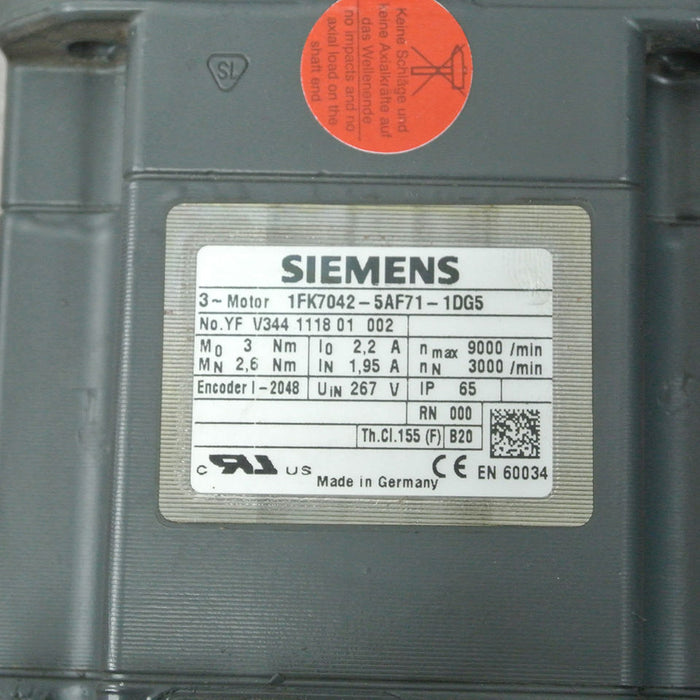 SL
Keine Schläge und
keine Axialkräfte auf
das Wellenende
no impacts and no
axial load on the
shaft end
SIEMENS
3~Motor 1FK7042-5AF71-1DG5
No.YF V344 1118 01 002
M0 3 Nm I0 2,2 A n max 9000 /min
MN 2,6 Nm IN 1,95 A nN 3000 /min
Encoder I-2048 UIN 267 V IP 65
RN 000
Th.Cl.155 (F) B20
c US CE EN 60034
Made in Germany